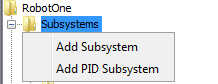 RobotOne
Subsystems
Add Subsystem
Add PID Subsystem